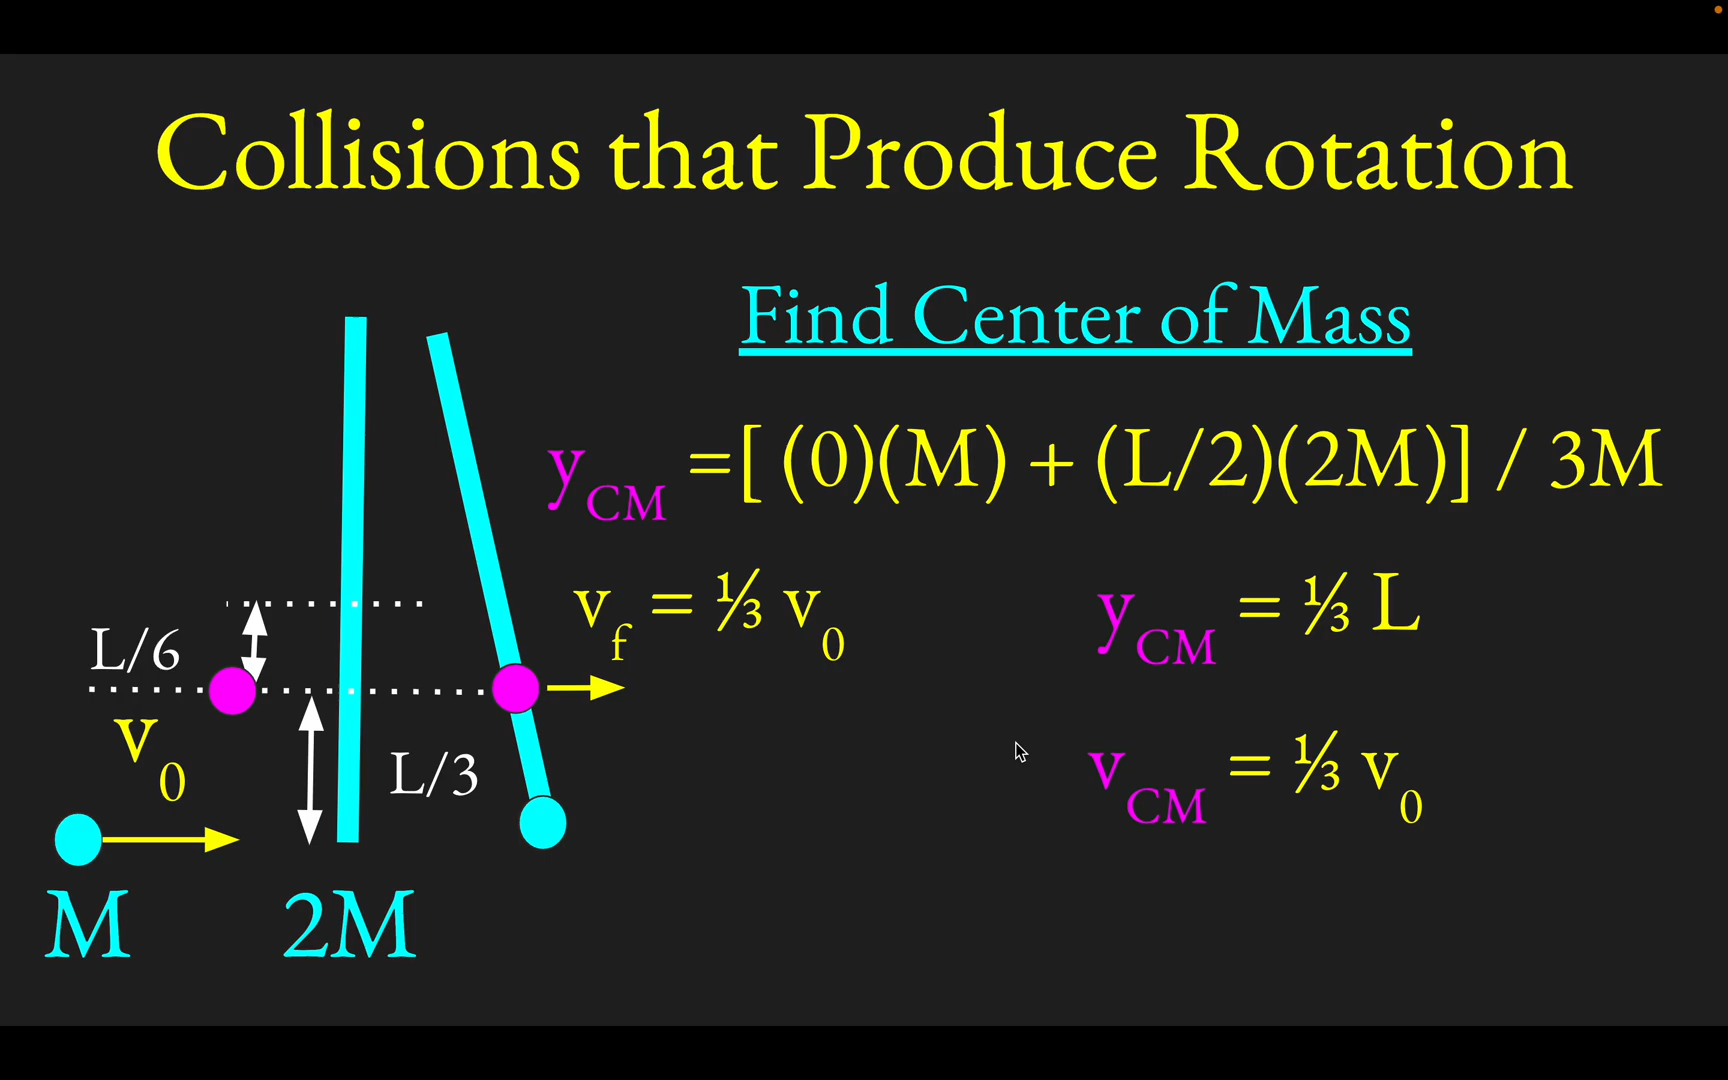 Collisions that Produce Rotation
Find Center of Mass
y_CM =[ (0)(M) + (L/2)(2M)] / 3M
v_f = ⅓ v_0
y_CM = ⅓ L
L/6
v_0
L/3
v_CM = ⅓ v_0
M
2M